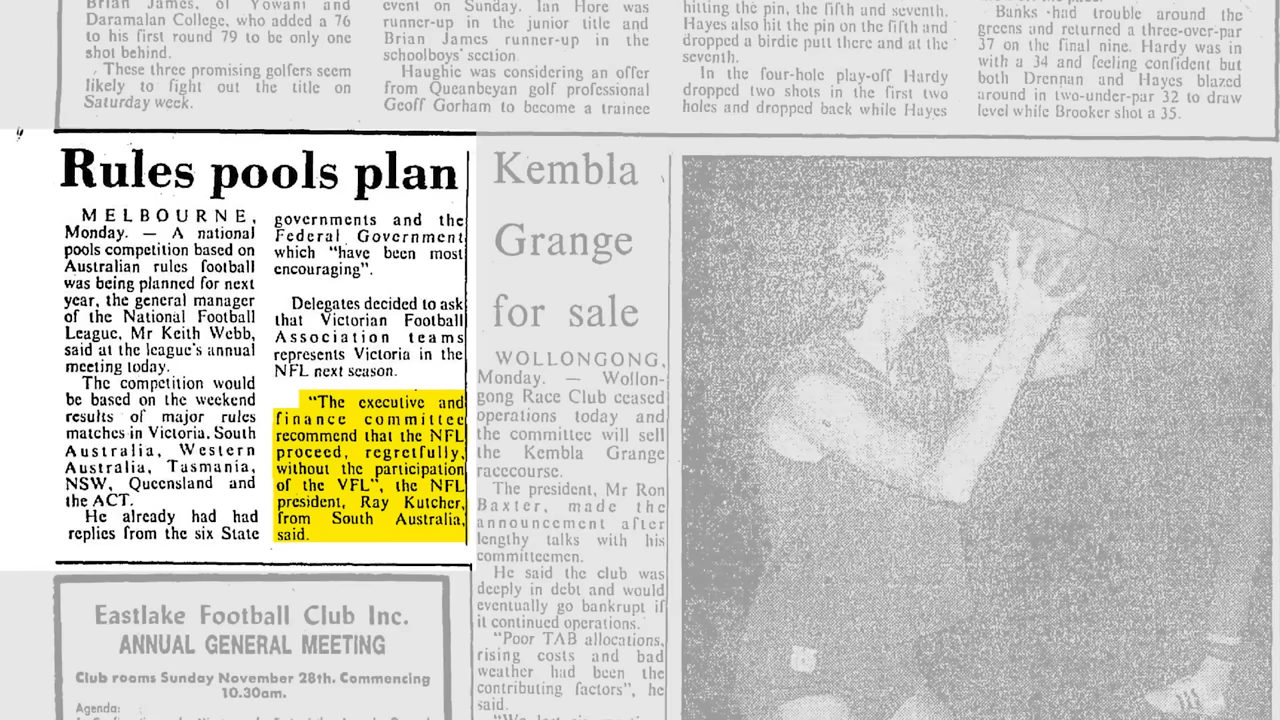 Brian James, of Yowani and
Daramalan College, who added a 76
to his first round 79 to be only one
shot behind.
These three promising golfers seem
likely to fight out the title on
Saturday week.
event on Sunday. Ian Hore was
runner-up in the junior title and
Brian James runner-up in the
schoolboys' section
Haughie was considering an offer
from Queanbeyan golf professional
Geoff Gorham to become a trainee
hitting the pin, the fifth and seventh.
Hayes also hit the pin on the fifth and
dropped a birdie putt there and at the
seventh.
In the four-hole play-off Hardy
dropped two shots in the first two
holes and dropped back while Hayes
Banks had trouble around the
greens and returned a three-over-par
37 on the final nine. Hardy was in
with a 34 and feeling confident but
both Drennan and Hayes blazed
around in two-under-par 32 to draw
level while Brooker shot a 35.
Rules pools plan
MELBOURNE,
Monday. — A national
pools competition based on
Australian rules football
was being planned for next
year, the general manager
of the National Football
League, Mr Keith Webb,
said at the league's annual
meeting today.
The competition would
be based on the weekend
results of major rules
matches in Victoria. South
Australia, Western
Australia, Tasmania,
NSW, Queensland and
the ACT.
He already had had
replies from the six State
governments and the
Federal Government
which "have been most
encouraging".
Delegates decided to ask
that Victorian Football
Association teams
represents Victoria in the
NFL next season.
"The executive and
finance committee
recommend that the NFL
proceed, regretfully,
without the participation
of the VFL", the NFL
president, Ray Kutcher,
from South Australia,
said.
Kembla
Grange
for sale
WOLLONGONG,
Monday. — Wollon-
gong Race Club ceased
operations today and
the committee will sell
the Kembla Grange
racecourse.
The president, Mr Ron
Baxter, made the
announcement after
lengthy talks with his
committeemen.
He said the club was
deeply in debt and would
eventually go bankrupt if
it continued operations.
"Poor TAB allocations,
rising costs and bad
weather had been the
contributing factors", he
said.
Eastlake Football Club Inc.
ANNUAL GENERAL MEETING
Club rooms Sunday November 28th. Commencing
10.30am.
Agenda: